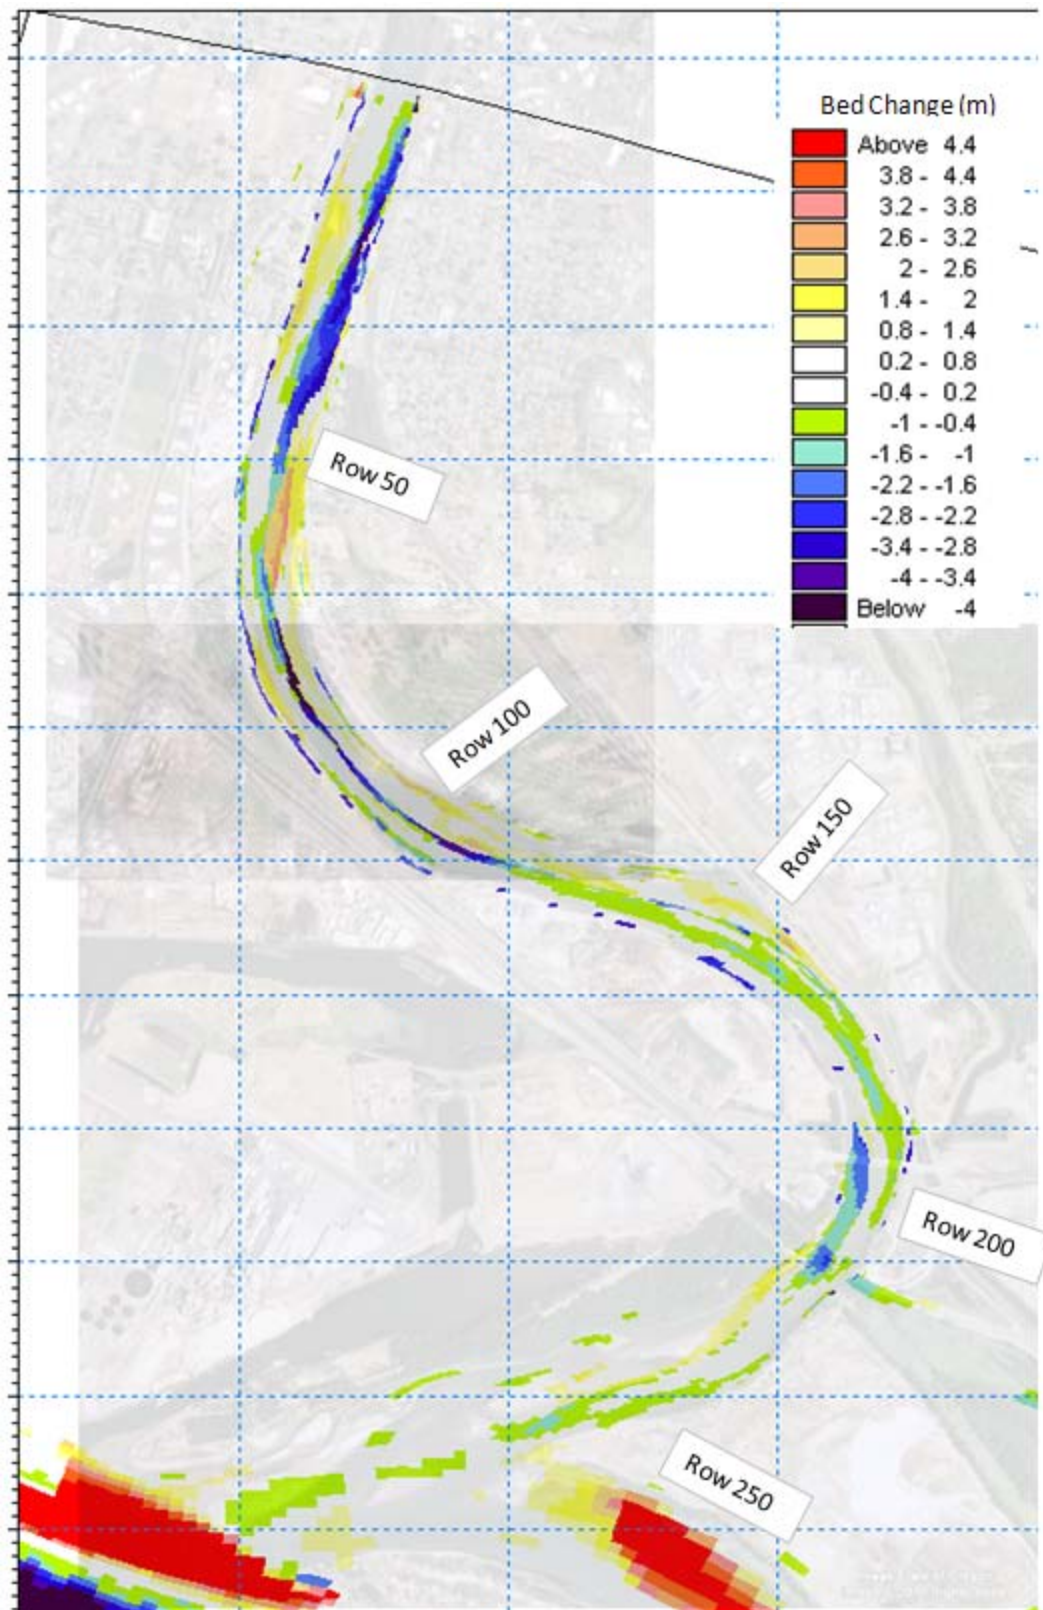 Bed Change (m)
Above 4.4
3.8 - 4.4
3.2 - 3.8
2.6 - 3.2
2 - 2.6
1.4 - 2
0.8 - 1.4
0.2 - 0.8
-0.4 - 0.2
-1 - -0.4
-1.6 - -1
-2.2 - -1.6
-2.8 - -2.2
-3.4 - -2.8
-4 - -3.4
Below -4
Row 50
Row 100
Row 150
Row 200
Row 250